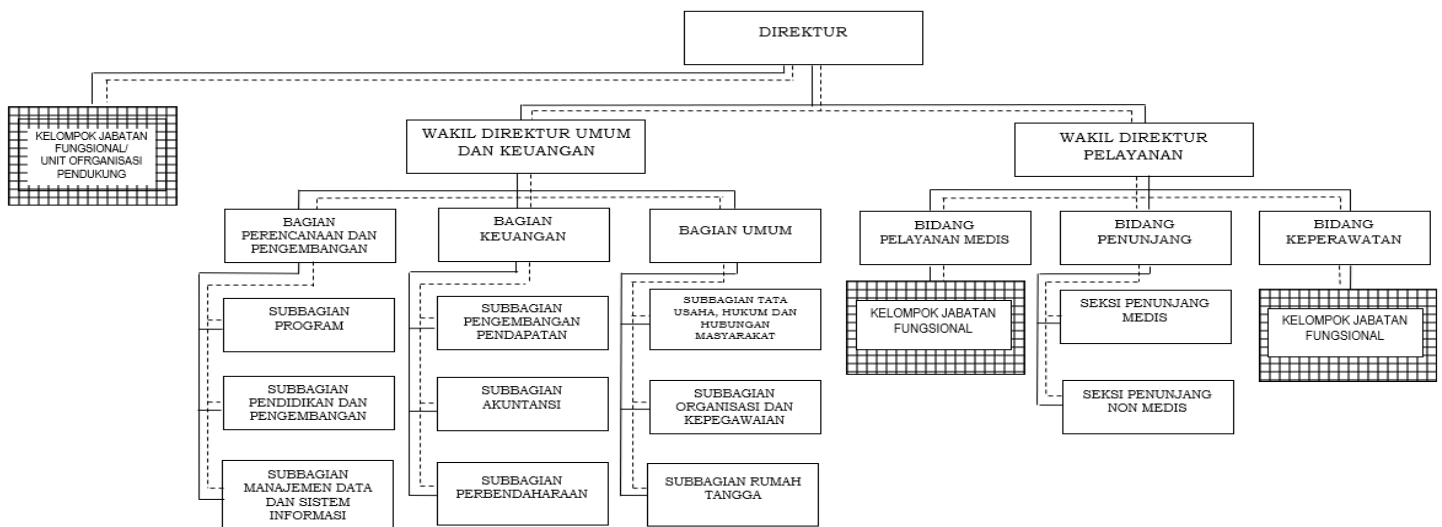 DIREKTUR
KELOMPOK JABATAN
FUNGSIONAL/
UNIT OFRGANISASI
PENDUKUNG
WAKIL DIREKTUR UMUM
DAN KEUANGAN
WAKIL DIREKTUR
PELAYANAN
BAGIAN
PERENCANAAN DAN
PENGEMBANGAN
BAGIAN
KEUANGAN
BAGIAN UMUM
BIDANG
PELAYANAN MEDIS
BIDANG
PENUNJANG
BIDANG
KEPERAWATAN
SUBBAGIAN
PROGRAM
SUBBAGIAN
PENGEMBANGAN
PENDAPATAN
SUBBAGIAN TATA
USAHA, HUKUM DAN
HUBUNGAN
MASYARAKAT
KELOMPOK JABATAN
FUNGSIONAL
SEKSI PENUNJANG
MEDIS
KELOMPOK JABATAN
FUNGSIONAL
SUBBAGIAN
PENDIDIKAN DAN
PENGEMBANGAN
SUBBAGIAN
AKUNTANSI
SUBBAGIAN
ORGANISASI DAN
KEPEGAWAIAN
SEKSI PENUNJANG
NON MEDIS
SUBBAGIAN
MANAJEMEN DATA
DAN SISTEM
INFORMASI
SUBBAGIAN
PERBENDAHARAAN
SUBBAGIAN RUMAH
TANGGA